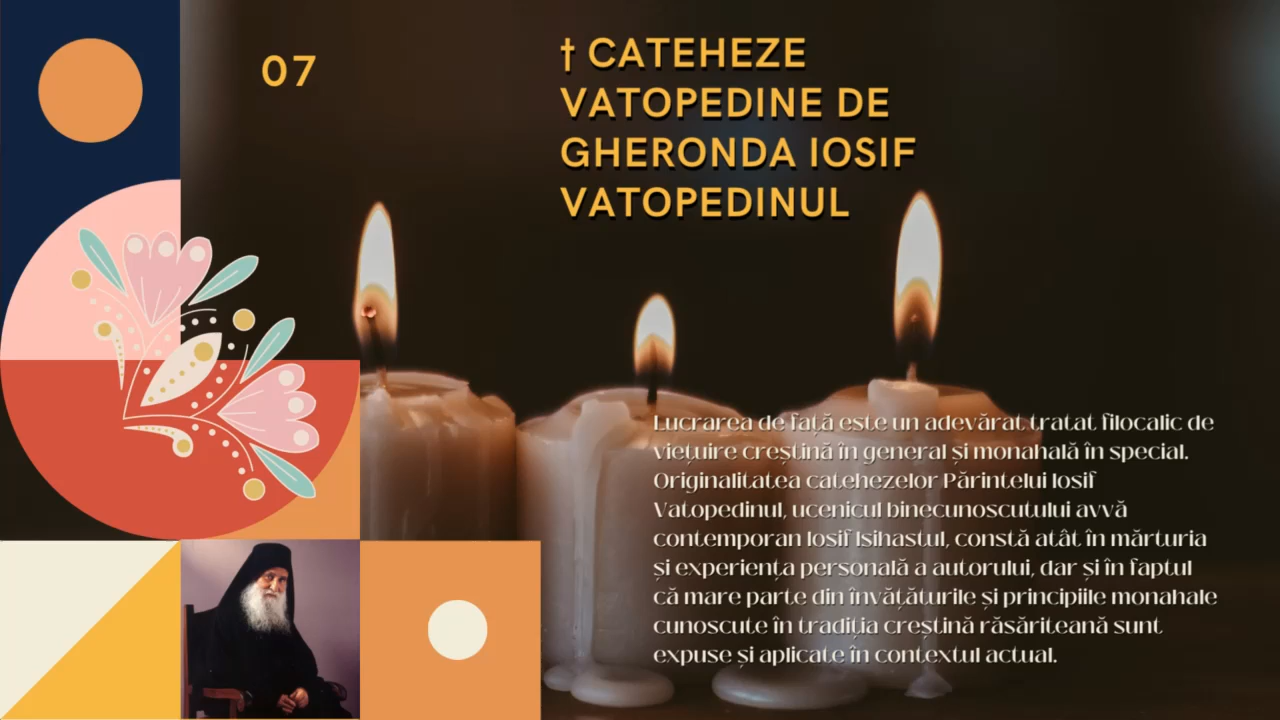 07
† CATEHEZE
VATOPEDINE DE
GHERONDA IOSIF
VATOPEDINUL
Lucrarea de față este un adevărat tratat filocalic de
viețuire creștină în general și monahală în special.
Originalitatea catehezelor Părintelui Iosif
Vatopedinul, ucenicul binecunoscutului avvă
contemporan Iosif Isihastul, constă atât în mărturia
și experiența personală a autorului, dar și în faptul
că mare parte din învățăturile și principiile monahale
cunoscute în tradiția creștină răsăriteană sunt
expuse și aplicate în contextul actual.